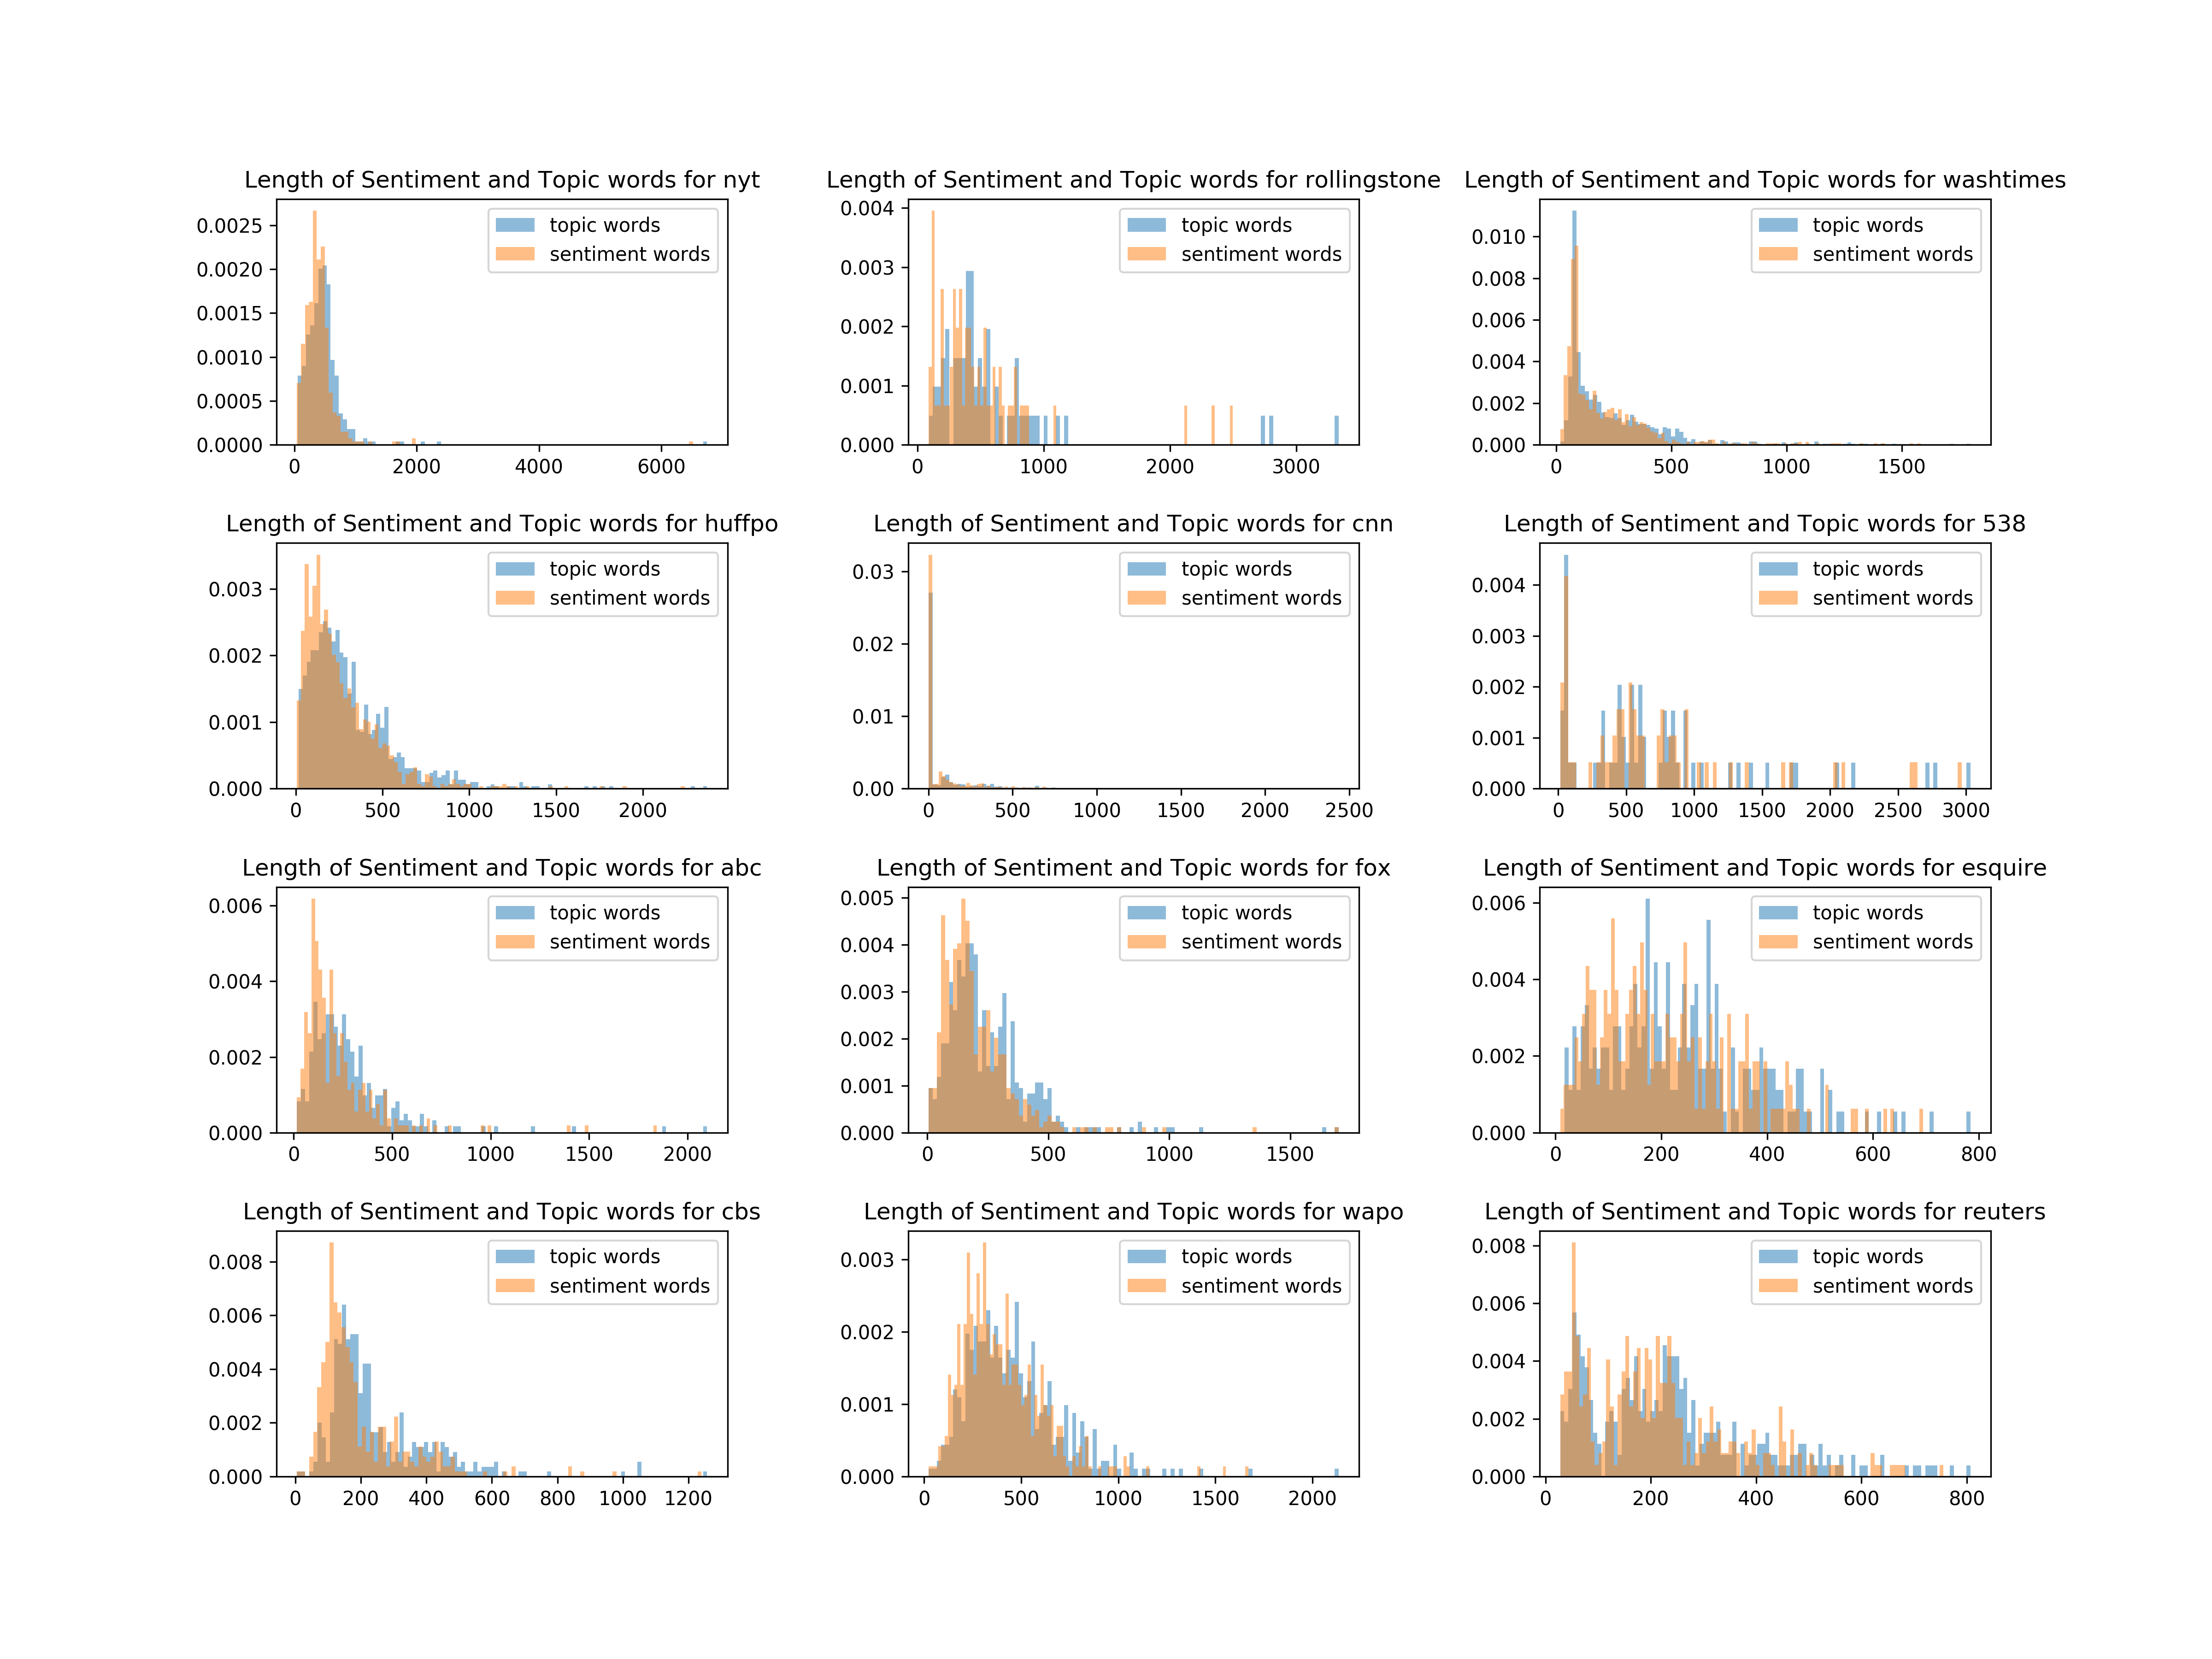 Length of Sentiment and Topic words for nyt
0.0025
0.0020
0.0015
0.0010
0.0005
0.0000
0 2000 4000 6000
topic words
sentiment words
Length of Sentiment and Topic words for rollingstone
0.004
0.003
0.002
0.001
0.000
0 1000 2000 3000
topic words
sentiment words
Length of Sentiment and Topic words for washtimes
0.010
0.008
0.006
0.004
0.002
0.000
0 500 1000 1500
topic words
sentiment words
Length of Sentiment and Topic words for huffpo
0.003
0.002
0.001
0.000
0 500 1000 1500 2000
topic words
sentiment words
Length of Sentiment and Topic words for cnn
0.03
0.02
0.01
0.00
0 500 1000 1500 2000 2500
topic words
sentiment words
Length of Sentiment and Topic words for 538
0.004
0.003
0.002
0.001
0.000
0 500 1000 1500 2000 2500 3000
topic words
sentiment words
Length of Sentiment and Topic words for abc
0.006
0.004
0.002
0.000
0 500 1000 1500 2000
topic words
sentiment words
Length of Sentiment and Topic words for fox
0.005
0.004
0.003
0.002
0.001
0.000
0 500 1000 1500
topic words
sentiment words
Length of Sentiment and Topic words for esquire
0.006
0.004
0.002
0.000
0 200 400 600 800
topic words
sentiment words
Length of Sentiment and Topic words for cbs
0.008
0.006
0.004
0.002
0.000
0 200 400 600 800 1000 1200
topic words
sentiment words
Length of Sentiment and Topic words for wapo
0.003
0.002
0.001
0.000
0 500 1000 1500 2000
topic words
sentiment words
Length of Sentiment and Topic words for reuters
0.008
0.006
0.004
0.002
0.000
0 200 400 600 800
topic words
sentiment words